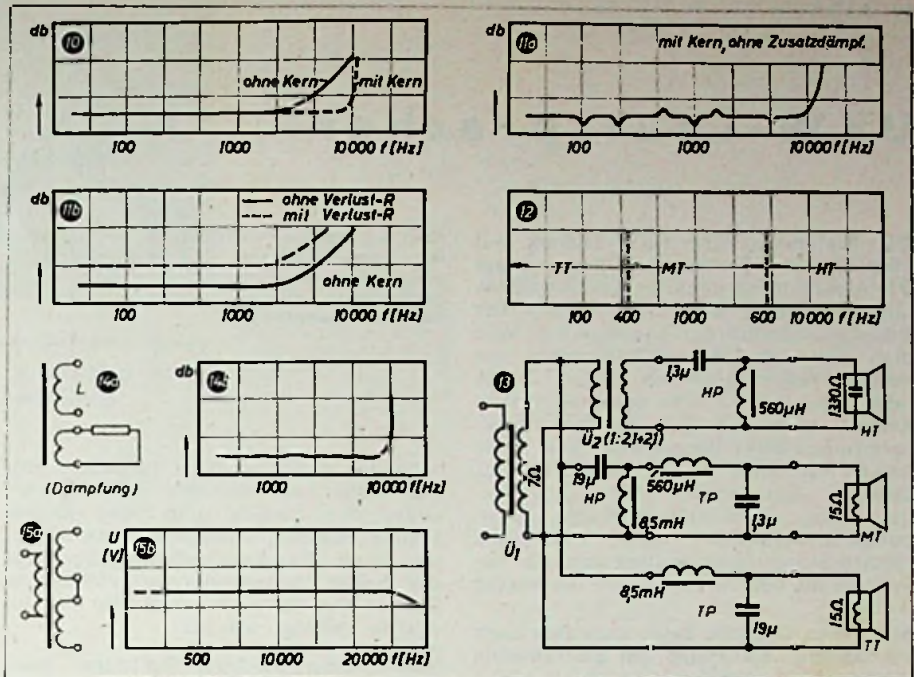 db
10
ohne Kern
mit Kern
100 1000 10000 f[Hz]
db
11a
mit Kern, ohne Zusatzdämpf.
100 1000 10000 f[Hz]
db
11b
ohne Verlust-R
mit Verlust-R
ohne Kern
100 1000 10000 f[Hz]
12
TT MT HT
100 400 1000 600 10000 f[Hz]
14a
L
(Dampfung)
db
1000 10000 f[Hz]
15a
U
[V]
15b
500 10000 20000 f[Hz]
13
7Ω
Ü1
Ü2 (1:2,1+2,1)
1,3μ
HP
560μH
1330Ω
HT
19μ
HP
8,5mH
560μH
TP
1,3μ
15Ω
MT
8,5mH
TP
19μ
15Ω
TT